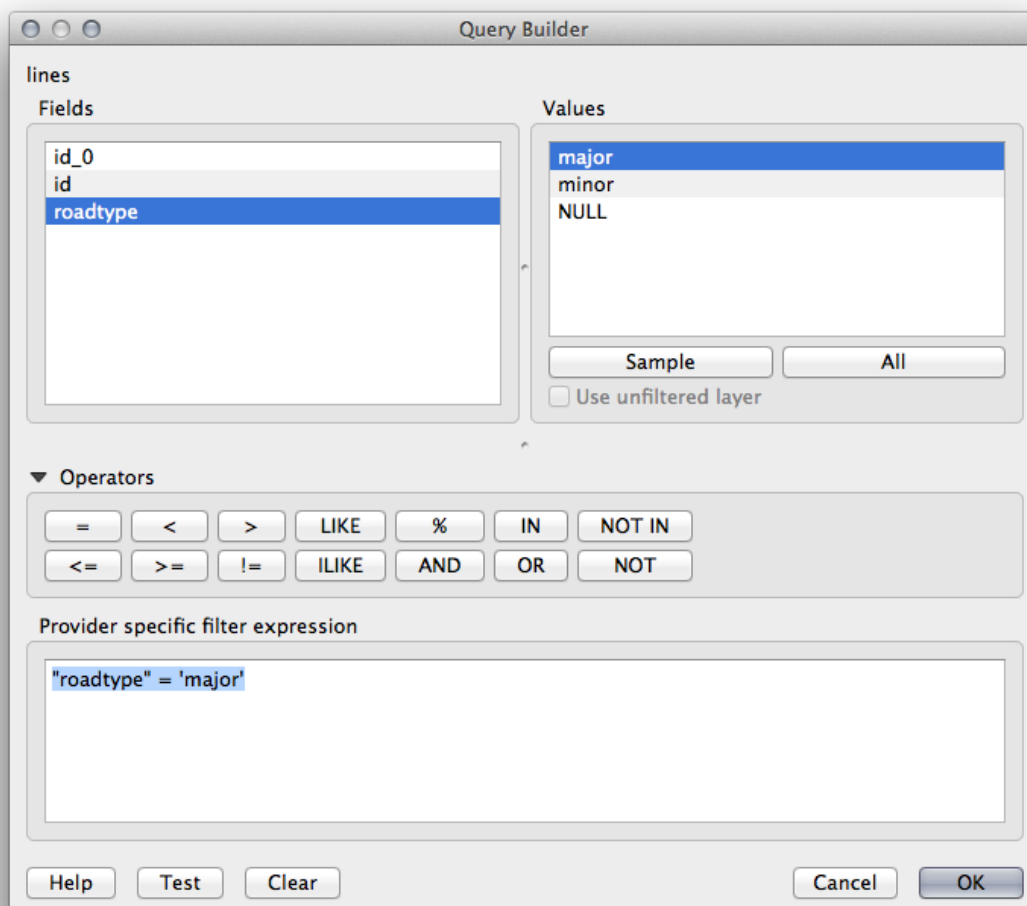 Query Builder
lines
Fields
id_0
id
roadtype
Values
major
minor
NULL
Sample All
Use unfiltered layer
Operators
= < > LIKE % IN NOT IN
<= >= != ILIKE AND OR NOT
Provider specific filter expression
"roadtype" = 'major'
Help Test Clear Cancel OK